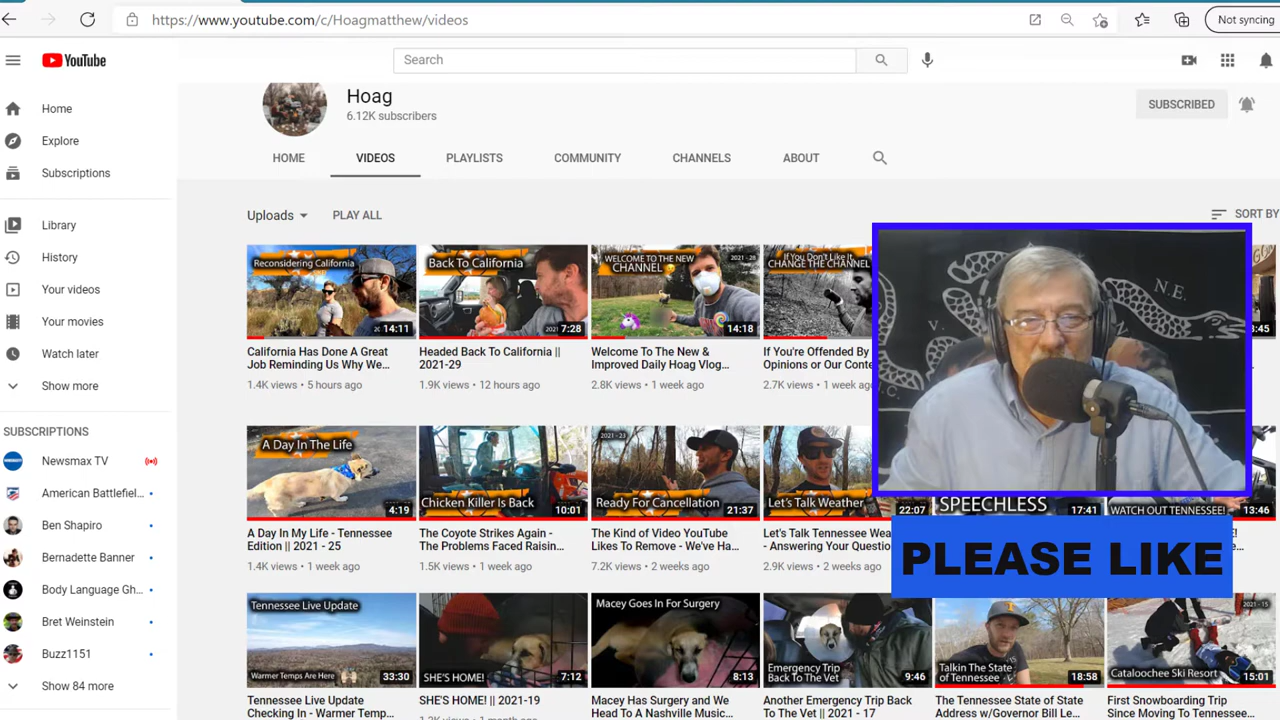 https://www.youtube.com/c/Hoagmatthew/videos
Not syncing
YouTube
Search
Home
Explore
Subscriptions
Library
History
Your videos
Your movies
Watch later
Show more
SUBSCRIPTIONS
Newsmax TV
American Battlefiel...
Ben Shapiro
Bernadette Banner
Body Language Gh...
Bret Weinstein
Buzz1151
Show 84 more
Hoag
6.12K subscribers
SUBSCRIBED
HOME
VIDEOS
PLAYLISTS
COMMUNITY
CHANNELS
ABOUT
Uploads
PLAY ALL
SORT BY
Reconsidering California
14:11
California Has Done A Great
Job Reminding Us Why We...
1.4K views • 5 hours ago
Back To California
7:28
Headed Back To California ||
2021-29
1.9K views • 12 hours ago
WELCOME TO THE NEW
CHANNEL
2021 - 28
14:18
Welcome To The New &
Improved Daily Hoag Vlog...
2.8K views • 1 week ago
If You Don't Like It
CHANGE THE CHANNEL
If You're Offended By
Opinions or Our Conte
2.7K views • 1 week ago
3:45
N.E.
V.
N.C.
A Day In The Life
4:19
A Day In My Life - Tennessee
Edition || 2021 - 25
1.4K views • 1 week ago
Chicken Killer Is Back
10:01
The Coyote Strikes Again -
The Problems Faced Raisin...
1.5K views • 1 week ago
2021 - 23
Ready For Cancellation
21:37
The Kind of Video YouTube
Likes To Remove - We've Ha...
7.2K views • 2 weeks ago
Let's Talk Weather
22:07
Let's Talk Tennessee Wea
- Answering Your Questio
2.9K views • 2 weeks ago
SPEECHLESS
17:41
WATCH OUT TENNESSEE!
13:46
PLEASE LIKE
Tennessee Live Update
Warmer Temps Are Here
33:30
Tennessee Live Update
Checking In - Warmer Temp...
SHE'S HOME!
7:12
SHE'S HOME! || 2021-19
1.3K views • 1 month ago
Macey Goes In For Surgery
8:13
Macey Has Surgery and We
Head To A Nashville Music...
Emergency Trip
Back To The Vet
9:46
Another Emergency Trip Back
To The Vet || 2021 - 17
Talkin The State
of Tennessee
18:58
The Tennessee State of State
Address w/Governor Bill Le...
2021 - 15
Cataloochee Ski Resort
15:01
First Snowboarding Trip
Since Moving To Tennessee...